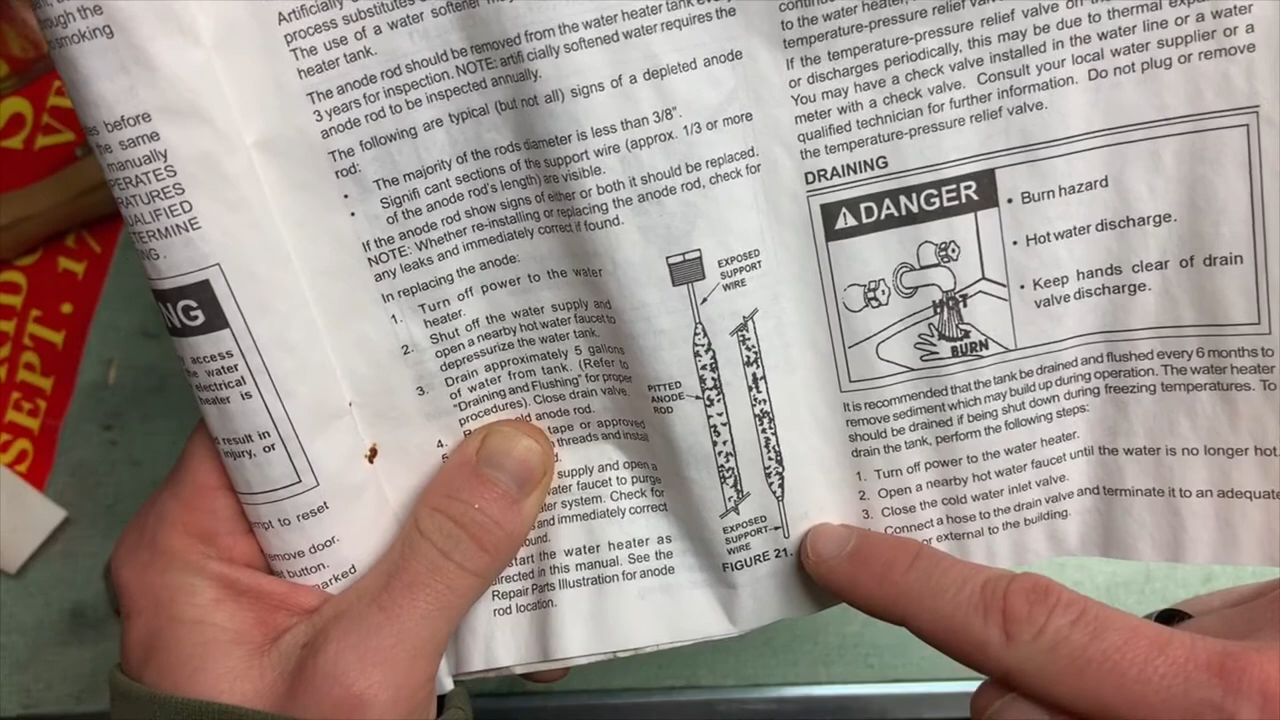 rough the
smoking
SEPT. 17
es before
the same
manually
PERATES
RATURES
UALIFIED
TERMINE
NG.
NG
access
water
electrical
heater is
result in
injury, or
mpt to reset
emove door.
button.
arked
Artificially
process substitutes
The use of a water softener may
heater tank.
The anode rod should be removed from the water heater tank every
3 years for inspection. NOTE: artifi cially softened water requires the
anode rod to be inspected annually.
The following are typical (but not all) signs of a depleted anode
rod:
• The majority of the rods diameter is less than 3/8".
• Signifi cant sections of the support wire (approx. 1/3 or more
of the anode rod's length) are visible.
If the anode rod show signs of either or both it should be replaced.
NOTE: Whether re-installing or replacing the anode rod, check for
any leaks and immediately correct if found.
In replacing the anode:
1. Turn off power to the water
heater.
2. Shut off the water supply and
open a nearby hot water faucet to
depressurize the water tank.
3. Drain approximately 5 gallons
of water from tank. (Refer to
"Draining and Flushing" for proper
procedures). Close drain valve.
4. old anode rod.
5. tape or approved
threads and install
supply and open a
water faucet to purge
ter system. Check for
and immediately correct
ound.
start the water heater as
directed in this manual. See the
Repair Parts Illustration for anode
rod location.
EXPOSED
SUPPORT
WIRE
PITTED
ANODE
ROD
EXPOSED
SUPPORT
WIRE
FIGURE 21.
to the water heater,
temperature-pressure relief valve
If the temperature-pressure relief valve on the
or discharges periodically, this may be due to thermal expa
You may have a check valve installed in the water line or a water
meter with a check valve. Consult your local water supplier or a
qualified technician for further information. Do not plug or remove
the temperature-pressure relief valve.
DRAINING
DANGER
HOT
BURN
• Burn hazard
• Hot water discharge.
• Keep hands clear of drain
valve discharge.
It is recommended that the tank be drained and flushed every 6 months to
remove sediment which may build up during operation. The water heater
should be drained if being shut down during freezing temperatures. To
drain the tank, perform the following steps:
1. Turn off power to the water heater.
2. Open a nearby hot water faucet until the water is no longer hot.
3. Close the cold water inlet valve.
Connect a hose to the drain valve and terminate it to an adequate
or external to the building.